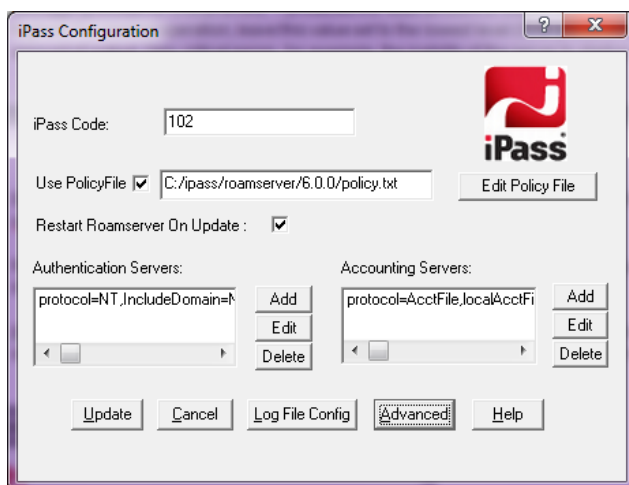 iPass Configuration
iPass Code:
102
iPass
Use PolicyFile
C:/ipass/roamserver/6.0.0/policy.txt
Edit Policy File
Restart Roamserver On Update :
Authentication Servers:
Accounting Servers:
protocol=NT,IncludeDomain=N
Add
Edit
Delete
protocol=AcctFile,localAcctFi
Add
Edit
Delete
Update
Cancel
Log File Config
Advanced
Help